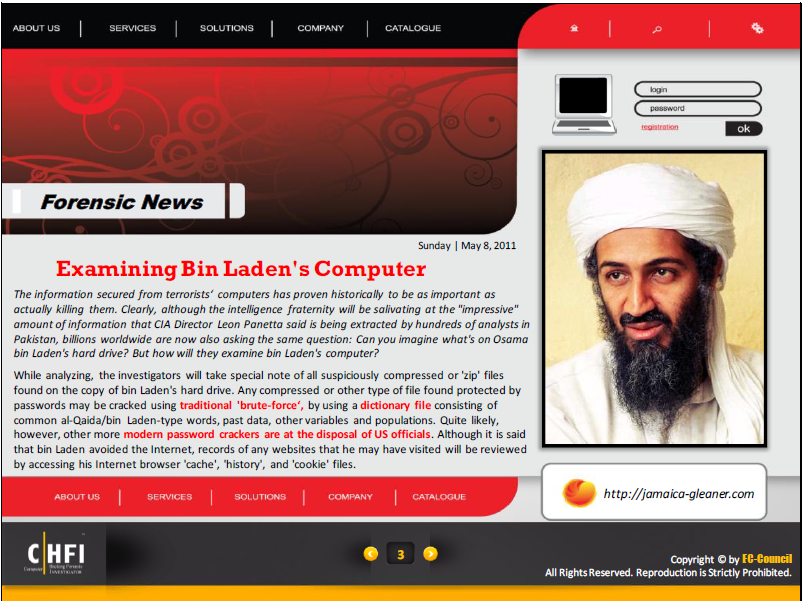 ABOUT US SERVICES SOLUTIONS COMPANY CATALOGUE
login
password
registration
ok
Forensic News
Sunday | May 8, 2011
Examining Bin Laden's Computer
The information secured from terrorists‘ computers has proven historically to be as important as
actually killing them. Clearly, although the intelligence fraternity will be salivating at the "impressive"
amount of information that CIA Director Leon Panetta said is being extracted by hundreds of analysts in
Pakistan, billions worldwide are now also asking the same question: Can you imagine what's on Osama
bin Laden's hard drive? But how will they examine bin Laden's computer?
While analyzing, the investigators will take special note of all suspiciously compressed or 'zip' files
found on the copy of bin Laden's hard drive. Any compressed or other type of file found protected by
passwords may be cracked using traditional 'brute-force‘, by using a dictionary file consisting of
common al-Qaida/bin Laden-type words, past data, other variables and populations. Quite likely,
however, other more modern password crackers are at the disposal of US officials. Although it is said
that bin Laden avoided the Internet, records of any websites that he may have visited will be reviewed
by accessing his Internet browser 'cache', 'history', and 'cookie' files.
http://jamaica-gleaner.com
ABOUT US SERVICES SOLUTIONS COMPANY CATALOGUE
CHFI
Computer Hacking Forensic
INVESTIGATOR
3
Copyright © by EC-Council
All Rights Reserved. Reproduction is Strictly Prohibited.